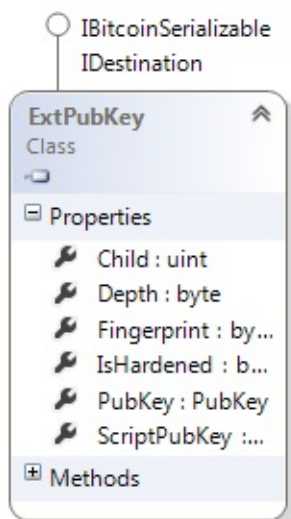 IBitcoinSerializable
IDestination
ExtPubKey
Class
Properties
Child : uint
Depth : byte
Fingerprint : by...
IsHardened : b...
PubKey : PubKey
ScriptPubKey :...
Methods